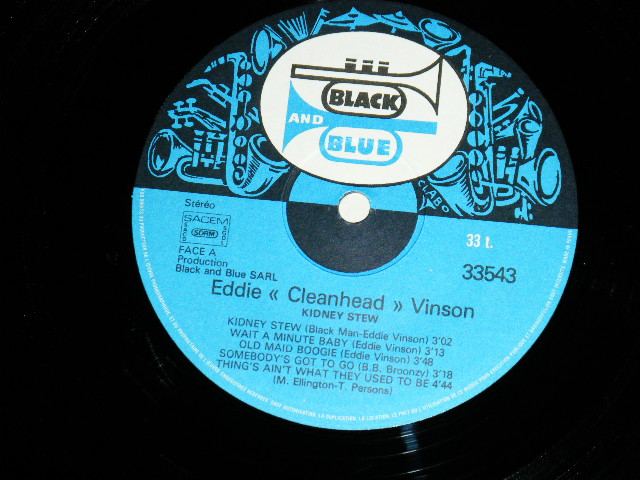 BLACK
AND
BLUE
CLABO
Stéréo
SACEM
SDRM
FACE A
Production
Black and Blue SARL
33 t.
33543
Eddie « Cleanhead » Vinson
KIDNEY STEW
KIDNEY STEW (Black Man-Eddie Vinson) 3'02
WAIT A MINUTE BABY (Eddie Vinson) 3'13
OLD MAID BOOGIE (Eddie Vinson) 3'48
SOMEBODY'S GOT TO GO (B.B. Broonzy) 3'18
THING'S AIN'T WHAT THEY USED TO BE 4'44
(M. Ellington-T. Persons)